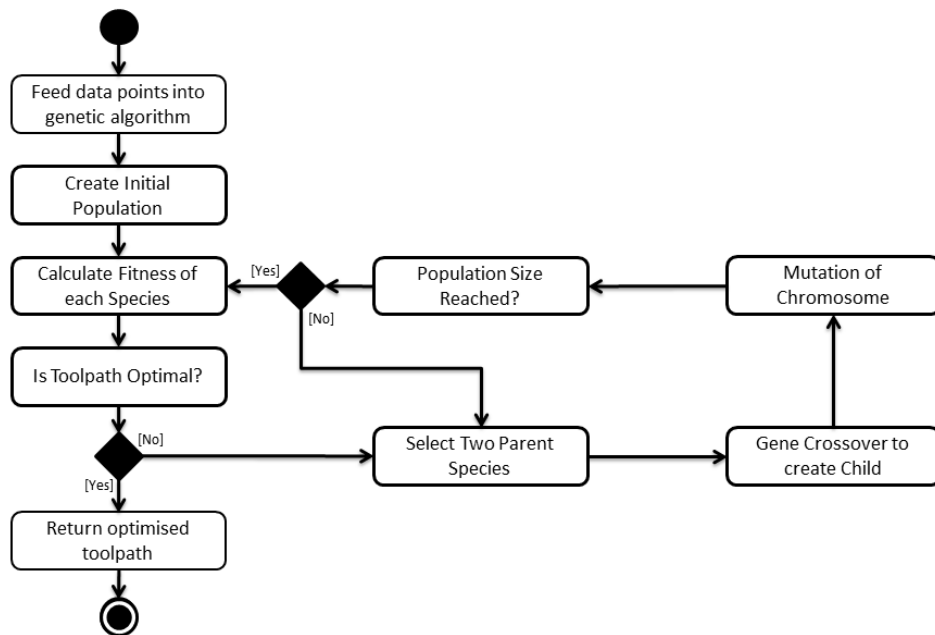 Feed data points into
genetic algorithm
Create Initial
Population
Calculate Fitness of
each Species
[Yes]
[No]
Population Size
Reached?
Mutation of
Chromosome
Is Toolpath Optimal?
[No]
[Yes]
Select Two Parent
Species
Gene Crossover to
create Child
Return optimised
toolpath